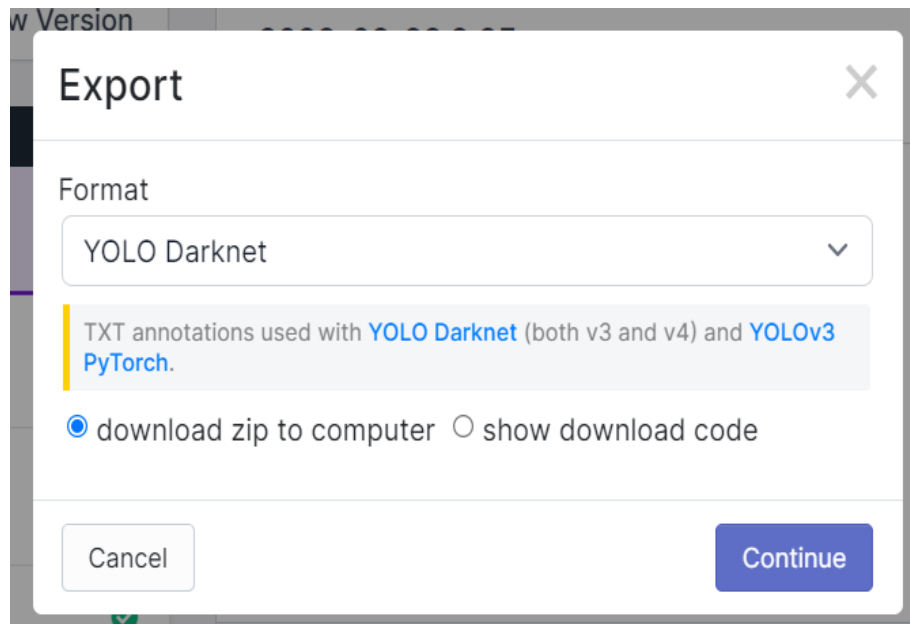 w Version
Export
Format
YOLO Darknet
TXT annotations used with YOLO Darknet (both v3 and v4) and YOLOv3
PyTorch.
download zip to computer show download code
Cancel Continue